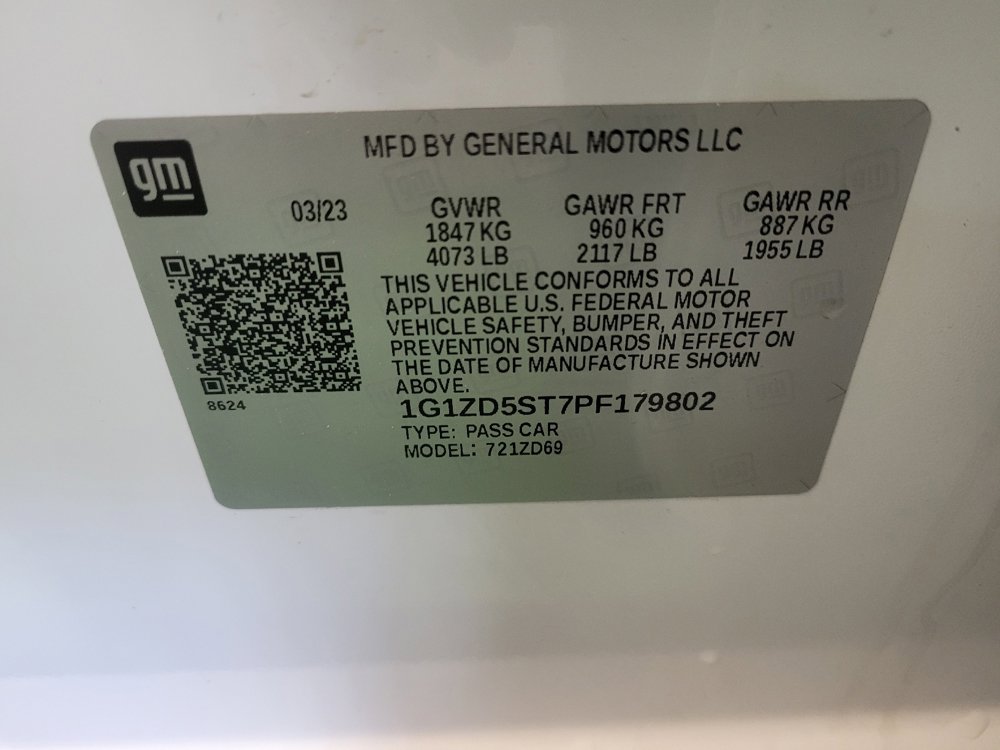 gm
MFD BY GENERAL MOTORS LLC
03/23 GVWR GAWR FRT GAWR RR
1847 KG 960 KG 887 KG
4073 LB 2117 LB 1955 LB
THIS VEHICLE CONFORMS TO ALL
APPLICABLE U.S. FEDERAL MOTOR
VEHICLE SAFETY, BUMPER, AND THEFT
PREVENTION STANDARDS IN EFFECT ON
THE DATE OF MANUFACTURE SHOWN
ABOVE.
8624
1G1ZD5ST7PF179802
TYPE: PASS CAR
MODEL: 721ZD69